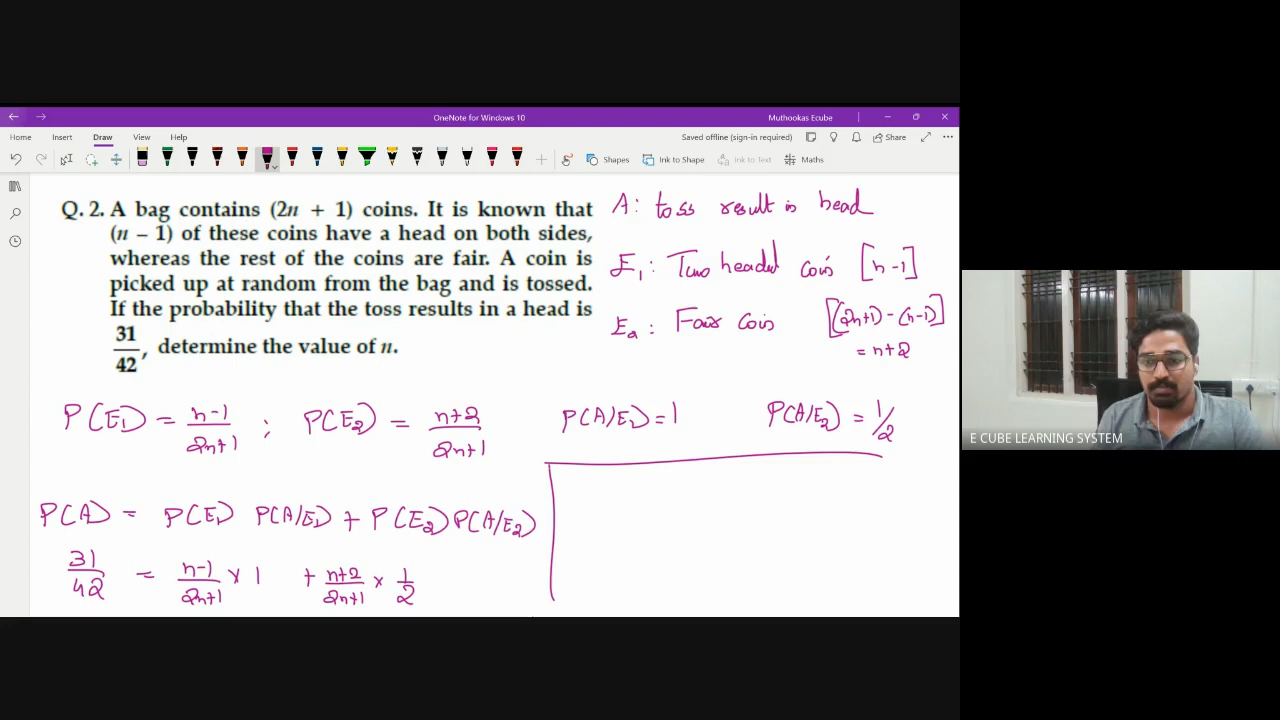 OneNote for Windows 10
Muthookas Ecube
Home Insert Draw View Help
Saved offline (sign-in required)
Share
Shapes
Ink to Shape
Ink to Text
Maths
Q. 2. A bag contains (2n + 1) coins. It is known that
(n – 1) of these coins have a head on both sides,
whereas the rest of the coins are fair. A coin is
picked up at random from the bag and is tossed.
If the probability that the toss results in a head is
31/42, determine the value of n.
A: toss result is head
E₁: Two headed coin [n-1]
E₂: Fair coin [(2n+1) - (n-1)]
= n+2
P(E₁) = n-1/2n+1 ; P(E₂) = n+2/2n+1 P(A/E₁) = 1 P(A/E₂) = 1/2
P(A) = P(E₁) P(A/E₁) + P(E₂) P(A/E₂)
31/42 = n-1/2n+1 × 1 + n+2/2n+1 × 1/2
E CUBE LEARNING SYSTEM